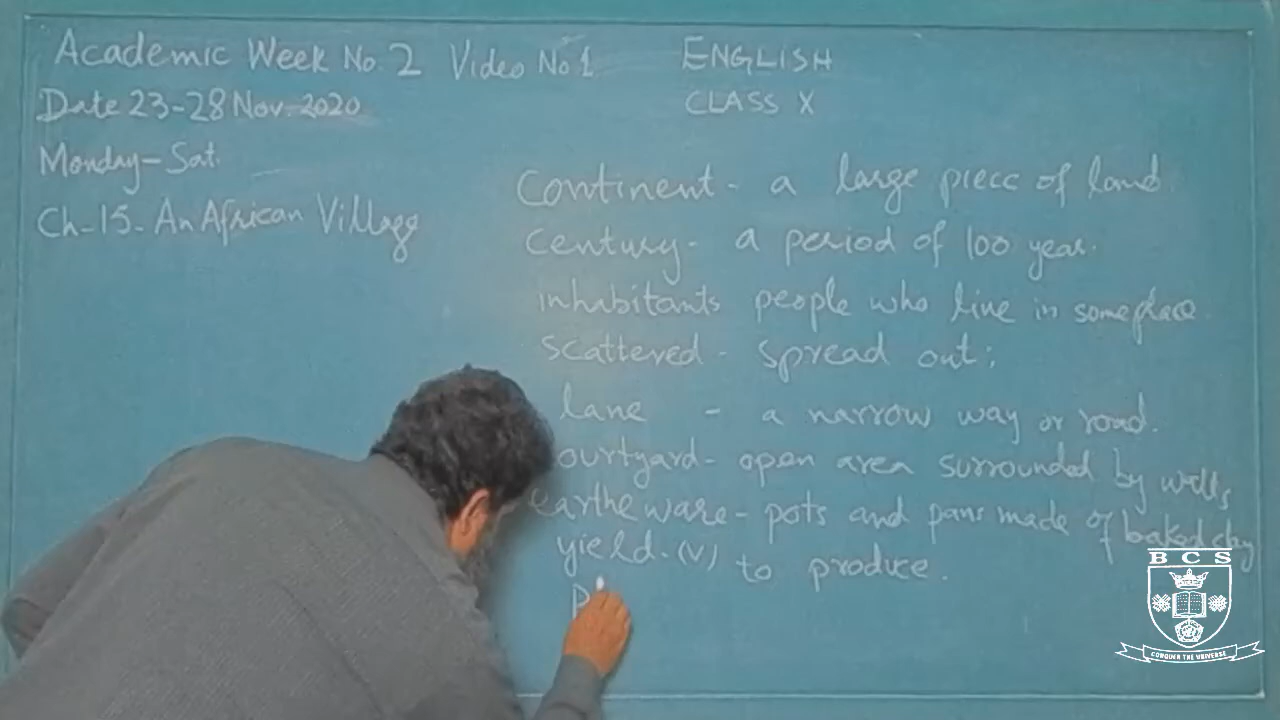 Academic Week No. 2 Video No 1
ENGLISH
Date 23-28 Nov. 2020
CLASS X
Monday-Sat.
Ch-15- An African Village
Continent - a large piece of land
Century - a period of 100 year.
inhabitants people who live in some place.
scattered - spread out;
lane - a narrow way or road.
ourtyard - open area surrounded by walls,
earthe ware - pots and pans made of baked clay
yield. (v) to produce.
P
BCS
CONQUER THE UNIVERSE